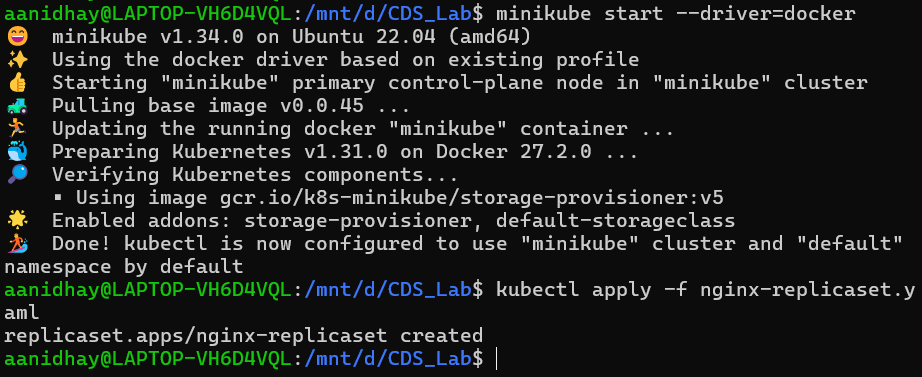 aanidhay@LAPTOP-VH6D4VQL:/mnt/d/CDS_Lab$ minikube start --driver=docker
😄  minikube v1.34.0 on Ubuntu 22.04 (amd64)
✨  Using the docker driver based on existing profile
👍  Starting "minikube" primary control-plane node in "minikube" cluster
🚜  Pulling base image v0.0.45 ...
🏃  Updating the running docker "minikube" container ...
🐳  Preparing Kubernetes v1.31.0 on Docker 27.2.0 ...
🔎  Verifying Kubernetes components...
    ▪ Using image gcr.io/k8s-minikube/storage-provisioner:v5
🌟  Enabled addons: storage-provisioner, default-storageclass
🏄  Done! kubectl is now configured to use "minikube" cluster and "default"
namespace by default
aanidhay@LAPTOP-VH6D4VQL:/mnt/d/CDS_Lab$ kubectl apply -f nginx-replicaset.y
aml
replicaset.apps/nginx-replicaset created
aanidhay@LAPTOP-VH6D4VQL:/mnt/d/CDS_Lab$